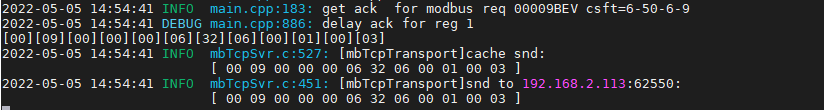 2022-05-05 14:54:41 INFO  main.cpp:183: get ack  for modbus req 00009BEV csft=6-50-6-9
2022-05-05 14:54:41 DEBUG main.cpp:886: delay ack for reg 1
[00][09][00][00][00][06][32][06][00][01][00][03]
2022-05-05 14:54:41 INFO  mbTcpSvr.c:527: [mbTcpTransport]cache snd:
[ 00 09 00 00 00 06 32 06 00 01 00 03 ]
2022-05-05 14:54:41 INFO  mbTcpSvr.c:451: [mbTcpTransport]snd to 192.168.2.113:62550:
[ 00 09 00 00 00 06 32 06 00 01 00 03 ]